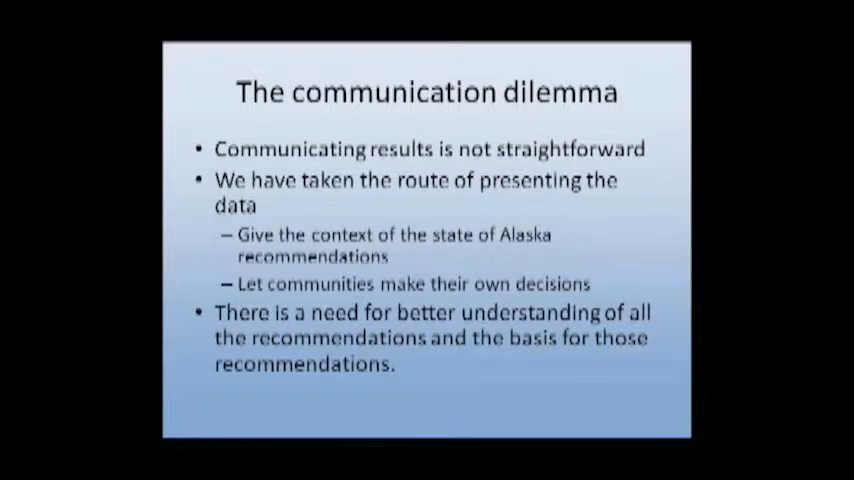 The communication dilemma
• Communicating results is not straightforward
• We have taken the route of presenting the
data
– Give the context of the state of Alaska
recommendations
– Let communities make their own decisions
• There is a need for better understanding of all
the recommendations and the basis for those
recommendations.